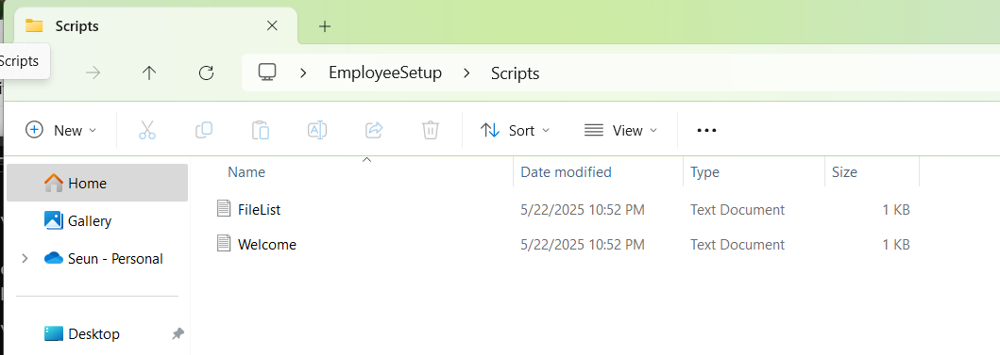 Scripts
Scripts
EmployeeSetup > Scripts
New
Sort
View
Name
Date modified
Type
Size
Home
FileList
5/22/2025 10:52 PM
Text Document
1 KB
Gallery
Welcome
5/22/2025 10:52 PM
Text Document
1 KB
Seun - Personal
Desktop